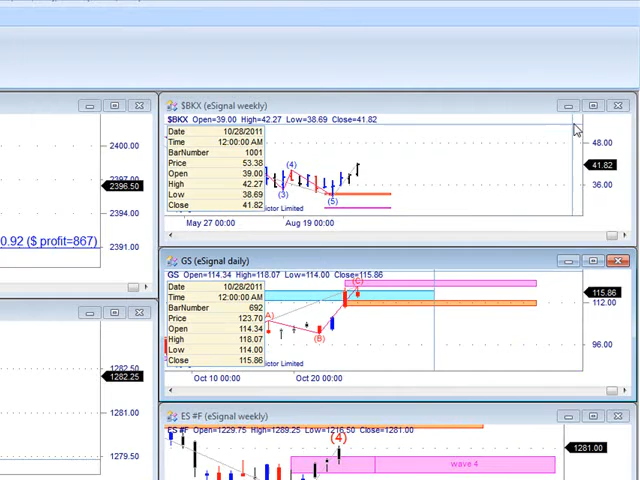 $BKX (eSignal weekly)
$BKX Open=39.00 High=42.27 Low=38.69 Close=41.82
Date 10/28/2011
Time 12:00:00 AM
BarNumber 1001
Price 53.38
Open 39.00
High 42.27
Low 38.69
Close 41.82
(4)
(3)
(5)
ictor Limited
48.00
41.82
36.00
May 27 00:00
Aug 19 00:00
2400.00
2396.50
2394.00
2391.00
0.92 ($ profit=867)
GS (eSignal daily)
GS Open=114.34 High=118.07 Low=114.00 Close=115.86
Date 10/28/2011
Time 12:00:00 AM
BarNumber 692
Price 123.70
Open 114.34
High 118.07
Low 114.00
Close 115.86
A)
(B)
(C)
ictor Limited
115.86
112.00
96.00
Oct 10 00:00
Oct 20 00:00
1282.50
1282.25
1281.00
1279.50
ES #F (eSignal weekly)
ES #F Open=1229.75 High=1289.25 Low=1216.50 Close=1281.00
(4)
wave 4
1281.00